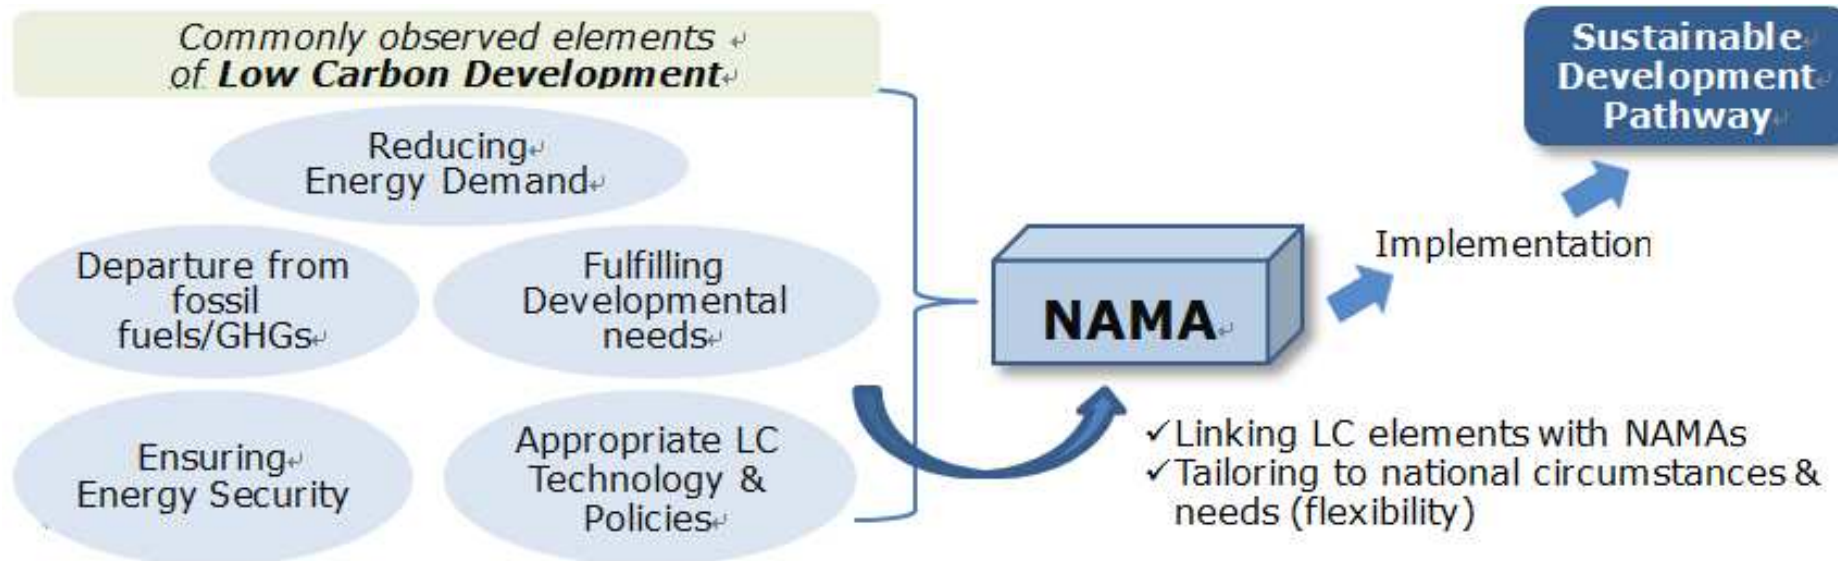 Commonly observed elements
of Low Carbon Development
Reducing
Energy Demand
Departure from
fossil
fuels/GHGs
Fulfilling
Developmental
needs
Ensuring
Energy Security
Appropriate LC
Technology &
Policies
NAMA
✓Linking LC elements with NAMAs
✓Tailoring to national circumstances &
needs (flexibility)
Implementation
Sustainable
Development
Pathway